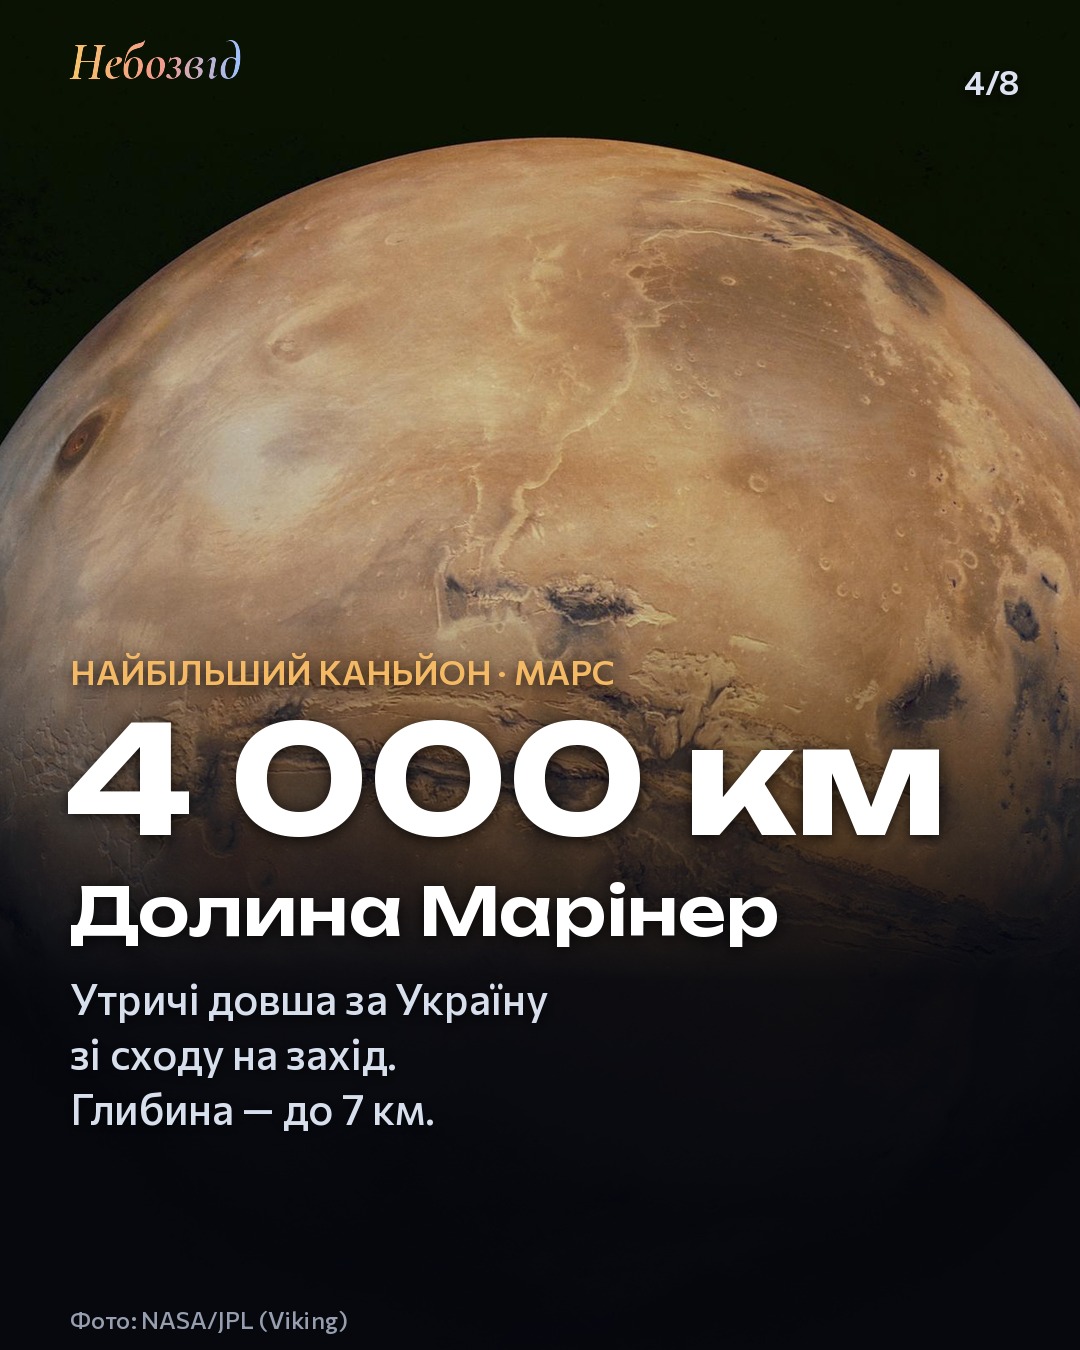 Небозвід
4/8
НАЙБІЛЬШИЙ КАНЬЙОН · МАРС
4 000 км
Долина Марінер
Утричі довша за Україну
зі сходу на захід.
Глибина — до 7 км.
Фото: NASA/JPL (Viking)